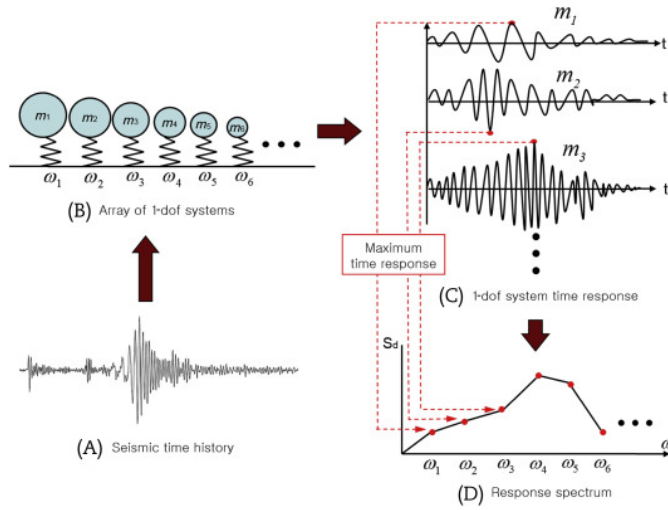 m1 m2 m3 m4 m5 m6
ω1 ω2 ω3 ω4 ω5 ω6
(B) Array of 1-dof systems
(A) Seismic time history
m1
t
m2
t
m3
t
Maximum
time response
(C) 1-dof system time response
Sd
ω1 ω2 ω3 ω4 ω5 ω6
(D) Response spectrum